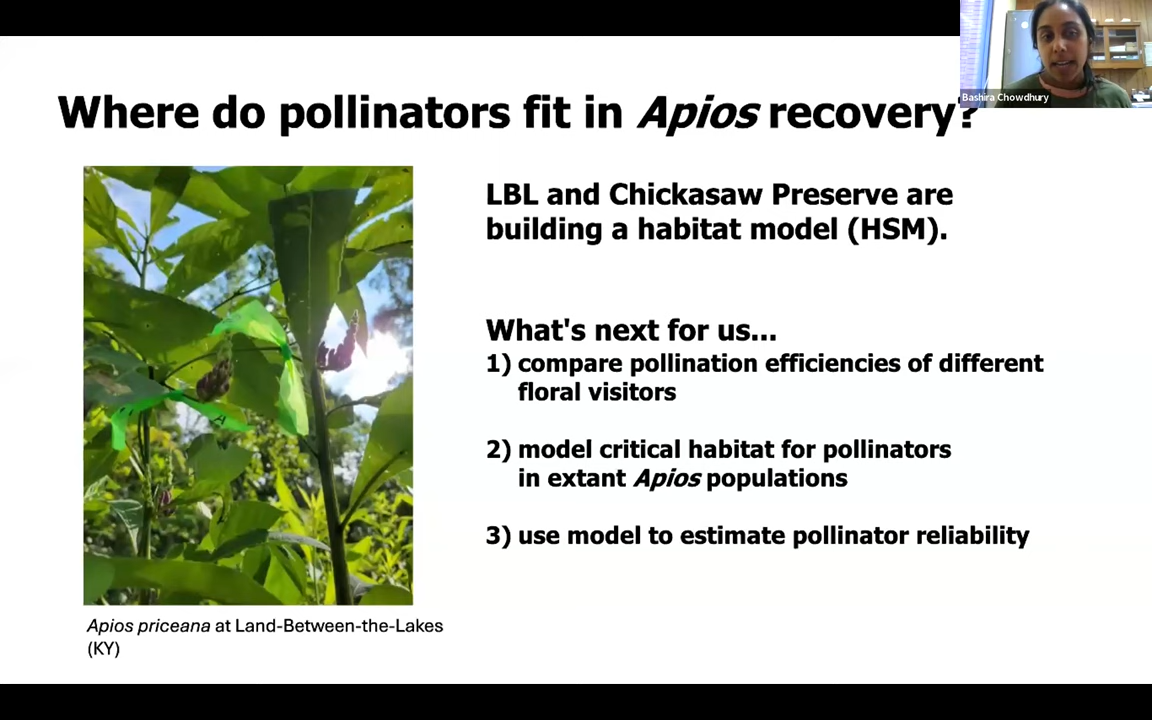 Bashira Chowdhury
Where do pollinators fit in Apios recovery?
LBL and Chickasaw Preserve are
building a habitat model (HSM).
What's next for us...
1) compare pollination efficiencies of different
floral visitors
2) model critical habitat for pollinators
in extant Apios populations
3) use model to estimate pollinator reliability
Apios priceana at Land-Between-the-Lakes
(KY)